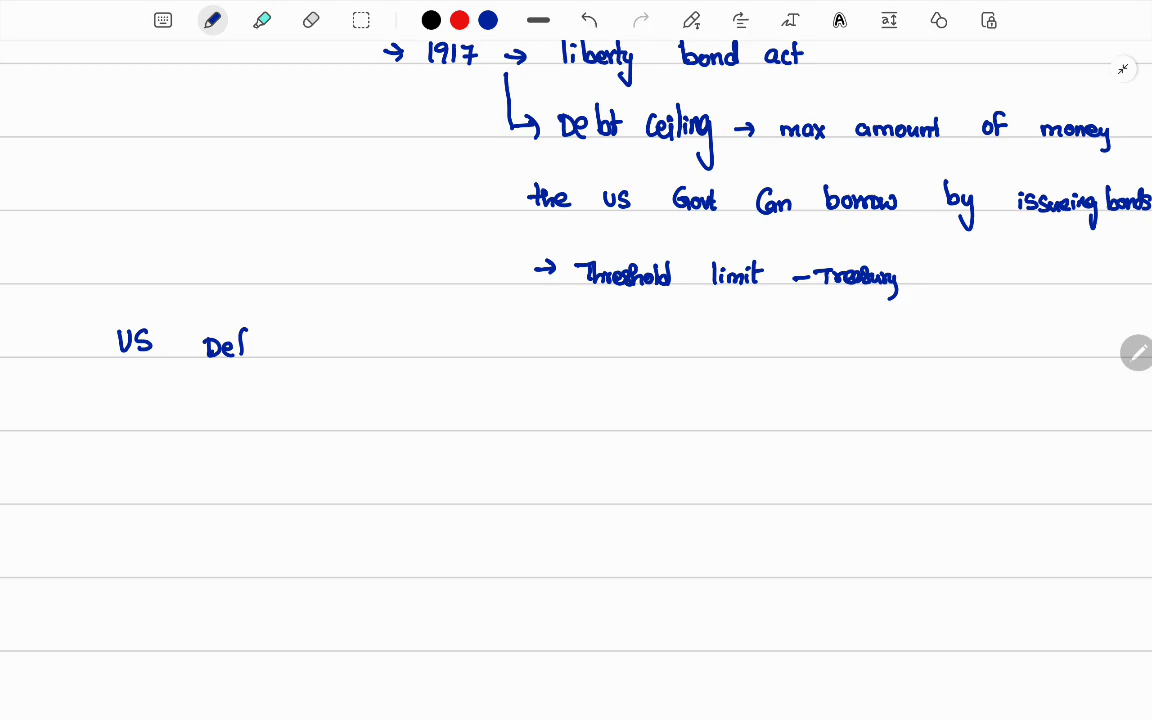 → 1917 → liberty bond act
→ Debt Ceiling → max amount of money
the US Govt Can borrow by issueing bonds
→ Threshold limit - Treasury
US Def